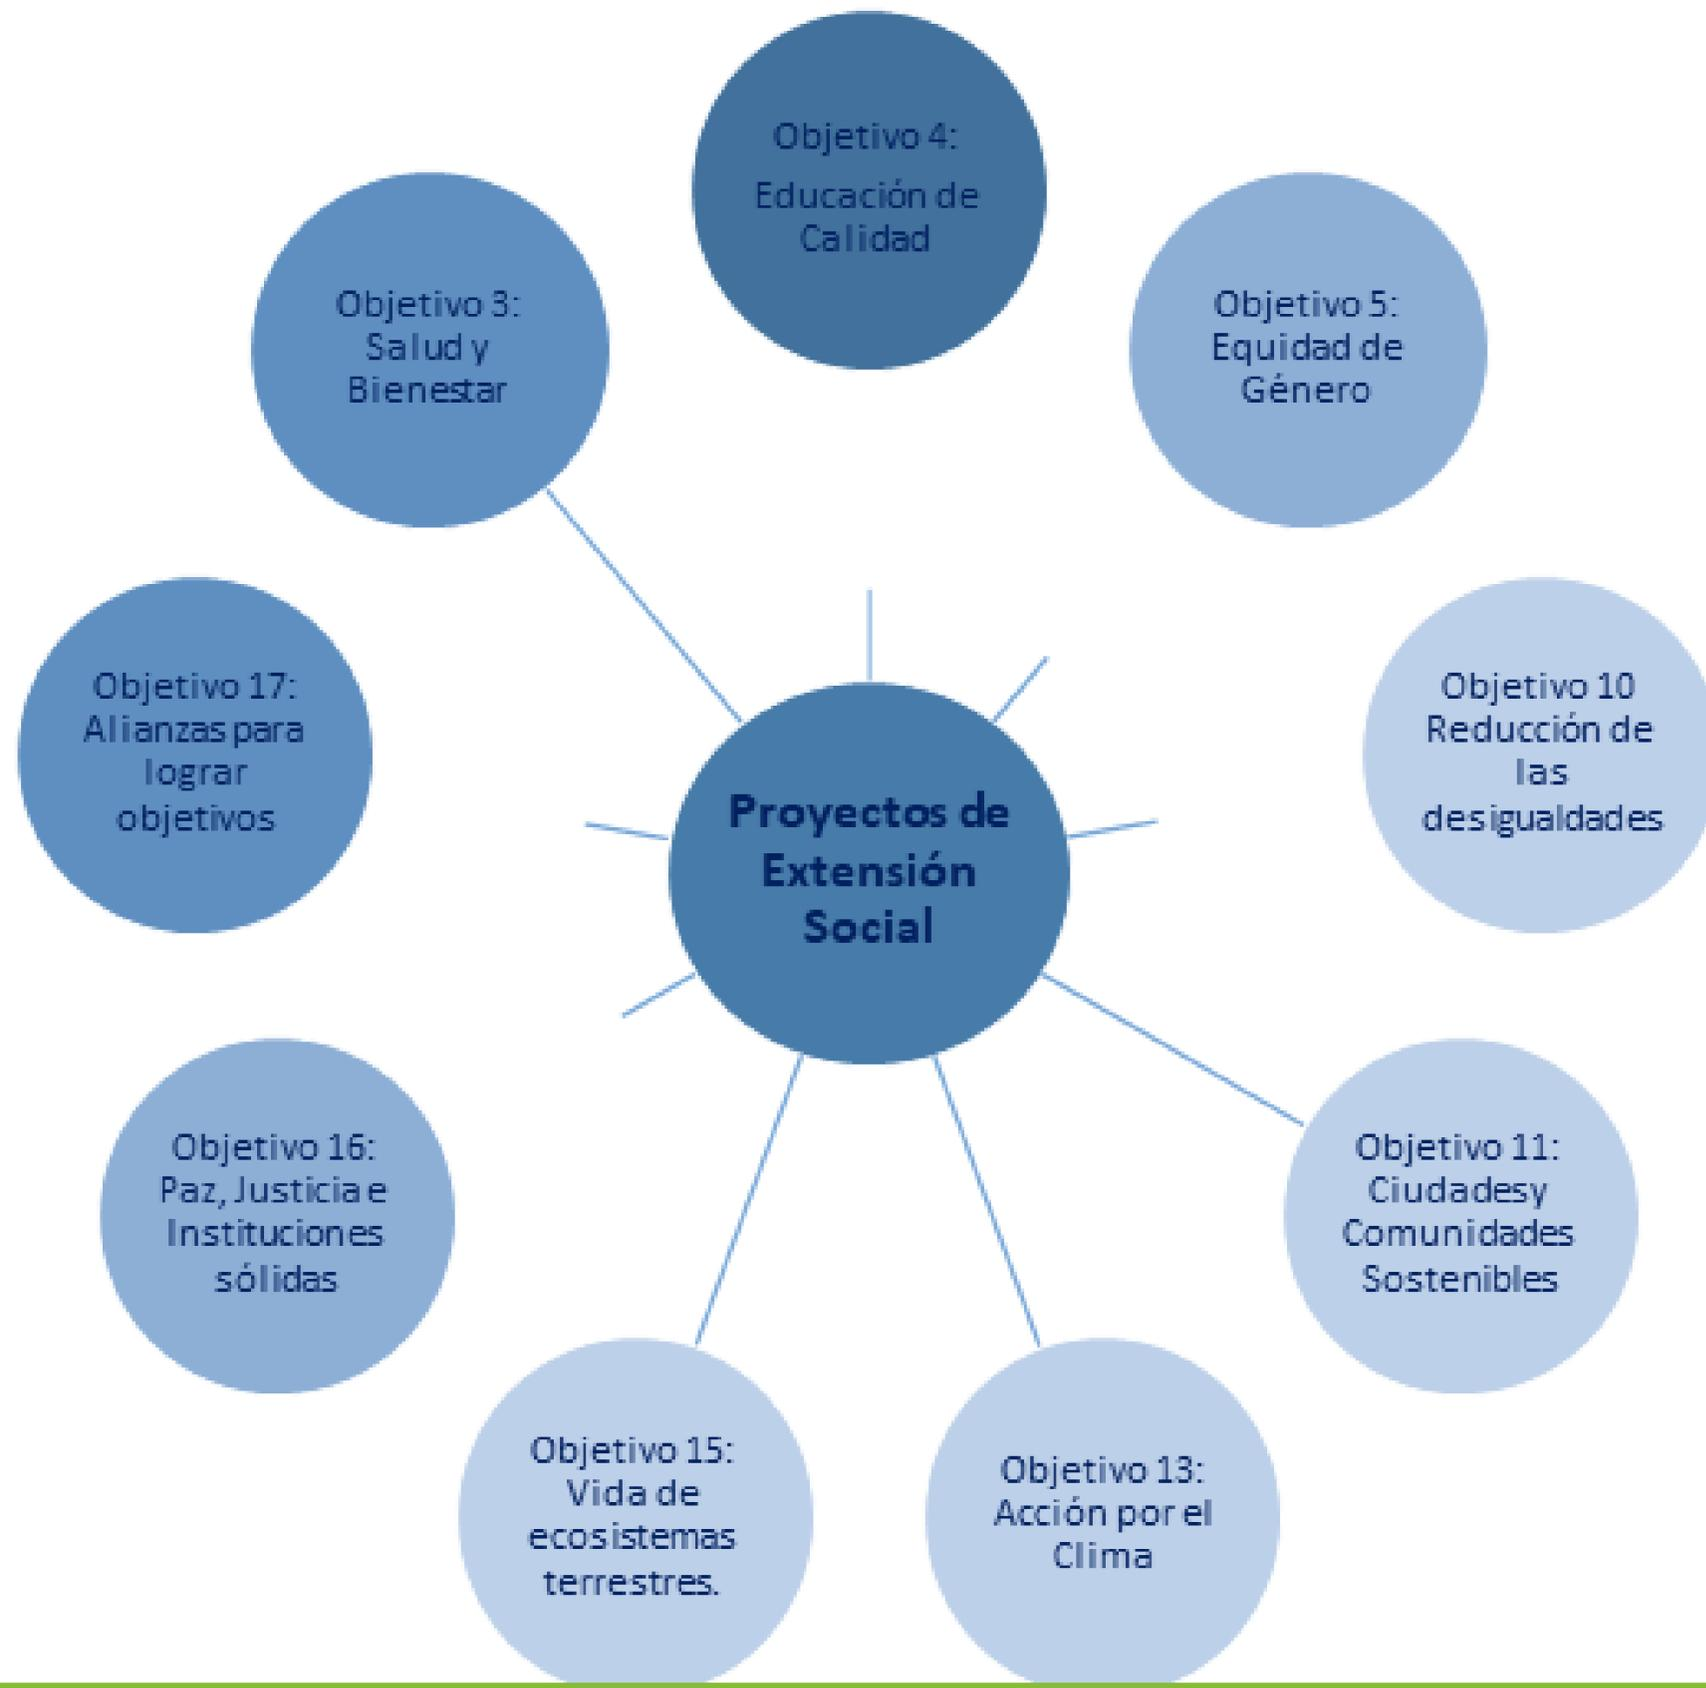 Objetivo 4:
Educación de
Calidad
Objetivo 3:
Salud y
Bienestar
Objetivo 5:
Equidad de
Género
Objetivo 17:
Alianzas para
lograr
objetivos
Objetivo 10
Reducción de
las
desigualdades
Proyectos de
Extensión
Social
Objetivo 16:
Paz, Justicia e
Instituciones
sólidas
Objetivo 11:
Ciudades y
Comunidades
Sostenibles
Objetivo 15:
Vida de
ecosistemas
terrestres.
Objetivo 13:
Acción por el
Clima